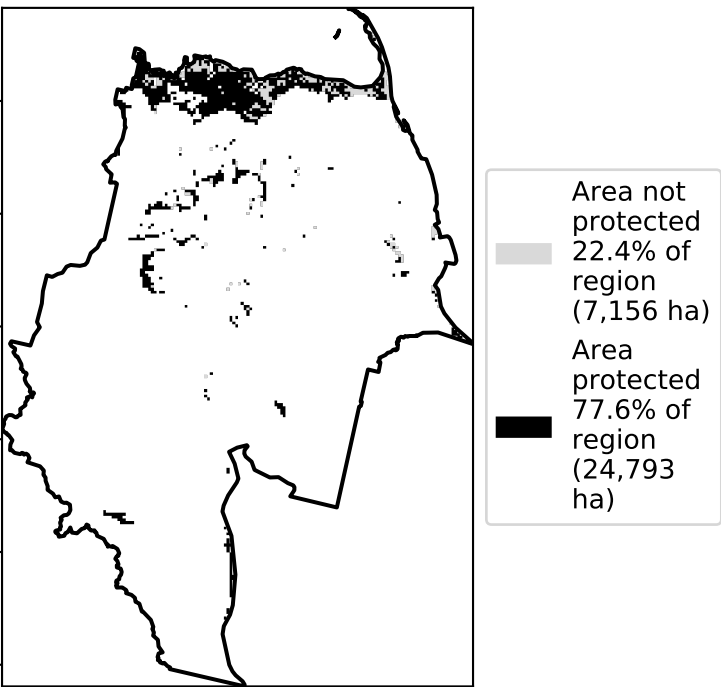 Area not
protected
22.4% of
region
(7,156 ha)
Area
protected
77.6% of
region
(24,793
ha)